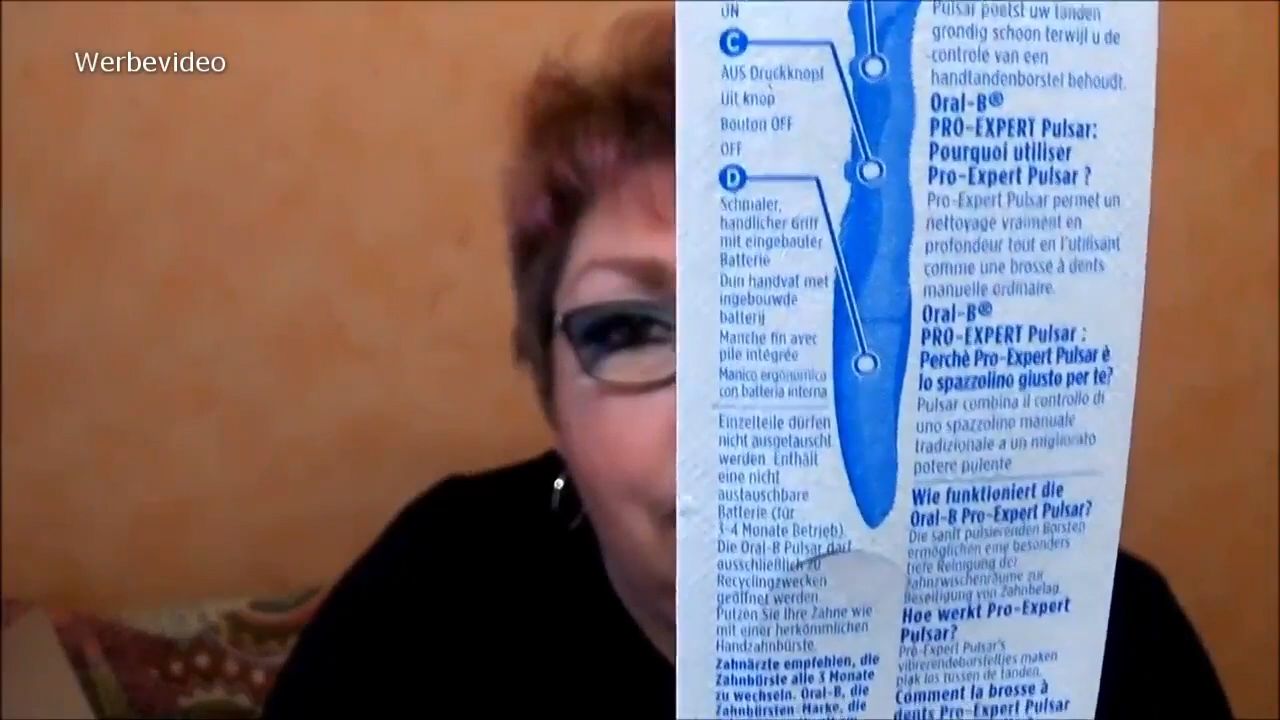 Werbevideo
ON
C
AUS Druckknopf
Uit knop
Bouton OFF
OFF
D
Schmaler,
handlicher Griff
mit eingebauter
Batterie
Dun handvat met
ingebouwde
batterij
Manche fin avec
pile intégrée
Manico ergonomico
con batteria interna
Einzelteile dürfen
nicht ausgetauscht
werden. Enthält
eine nicht
austauschbare
Batterie (für
3-4 Monate Betrieb).
Die Oral-B Pulsar darf
ausschließlich zu
Recyclingzwecken
geöffnet werden.
Putzen Sie Ihre Zähne wie
mit einer herkömmlichen
Handzahnbürste.
Zahnärzte empfehlen, die
Zahnbürste alle 3 Monate
zu wechseln. Oral-B, die
Zahnbürsten-Marke, die
Pulsar poetst uw tanden
grondig schoon terwijl u de
controle van een
handtandenborstel behoudt.
Oral-B®
PRO-EXPERT Pulsar:
Pourquoi utiliser
Pro-Expert Pulsar ?
Pro-Expert Pulsar permet un
nettoyage vraiment en
profondeur tout en l'utilisant
comme une brosse à dents
manuelle ordinaire.
Oral-B®
PRO-EXPERT Pulsar :
Perchè Pro-Expert Pulsar è
lo spazzolino giusto per te?
Pulsar combina il controllo di
uno spazzolino manuale
tradizionale a un migliorato
potere pulente
Wie funktioniert die
Oral-B Pro-Expert Pulsar?
Die sanft pulsierenden Borsten
ermöglichen eine besonders
tiefe Reinigung der
Zahnzwischenräume zur
Beseitigung von Zahnbelag.
Hoe werkt Pro-Expert
Pulsar?
Pro-Expert Pulsar's
vibrerendeborsteltjes maken
plak los tussen de tanden.
Comment la brosse à
dents Pro-Expert Pulsar